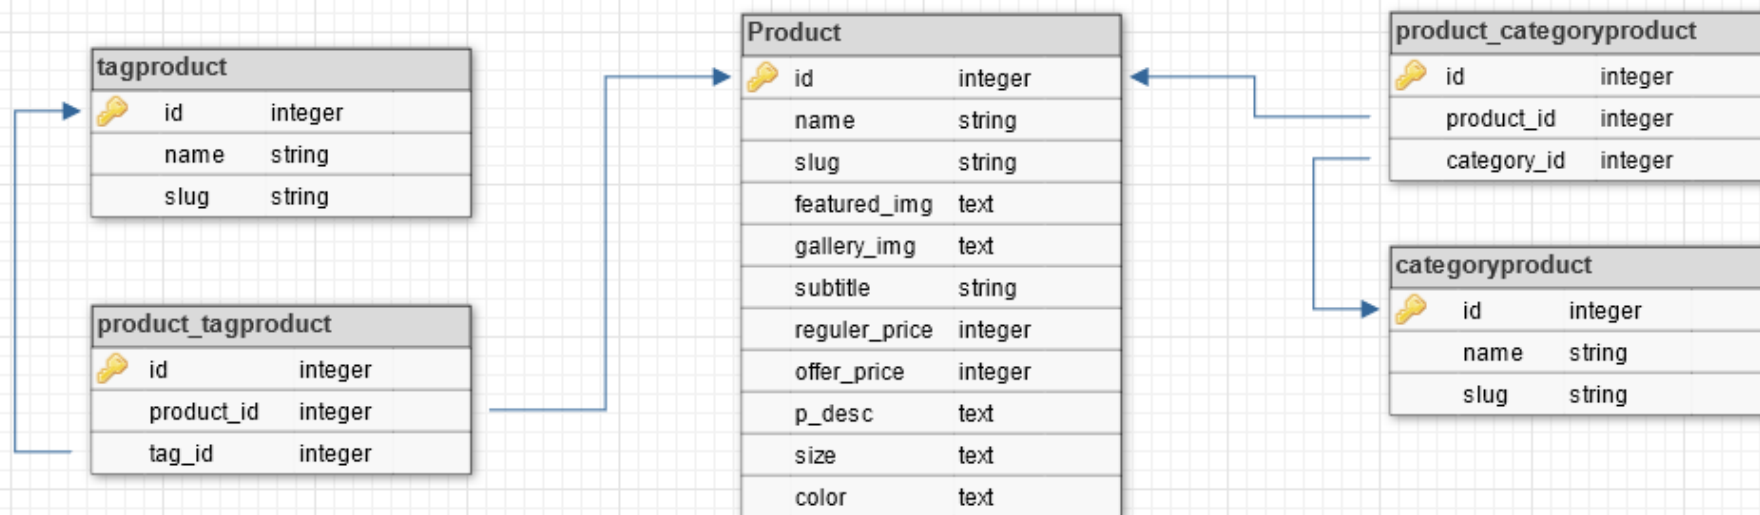 tagproduct
id integer
name string
slug string
product_tagproduct
id integer
product_id integer
tag_id integer
Product
id integer
name string
slug string
featured_img text
gallery_img text
subtitle string
reguler_price integer
offer_price integer
p_desc text
size text
color text
product_categoryproduct
id integer
product_id integer
category_id integer
categoryproduct
id integer
name string
slug string